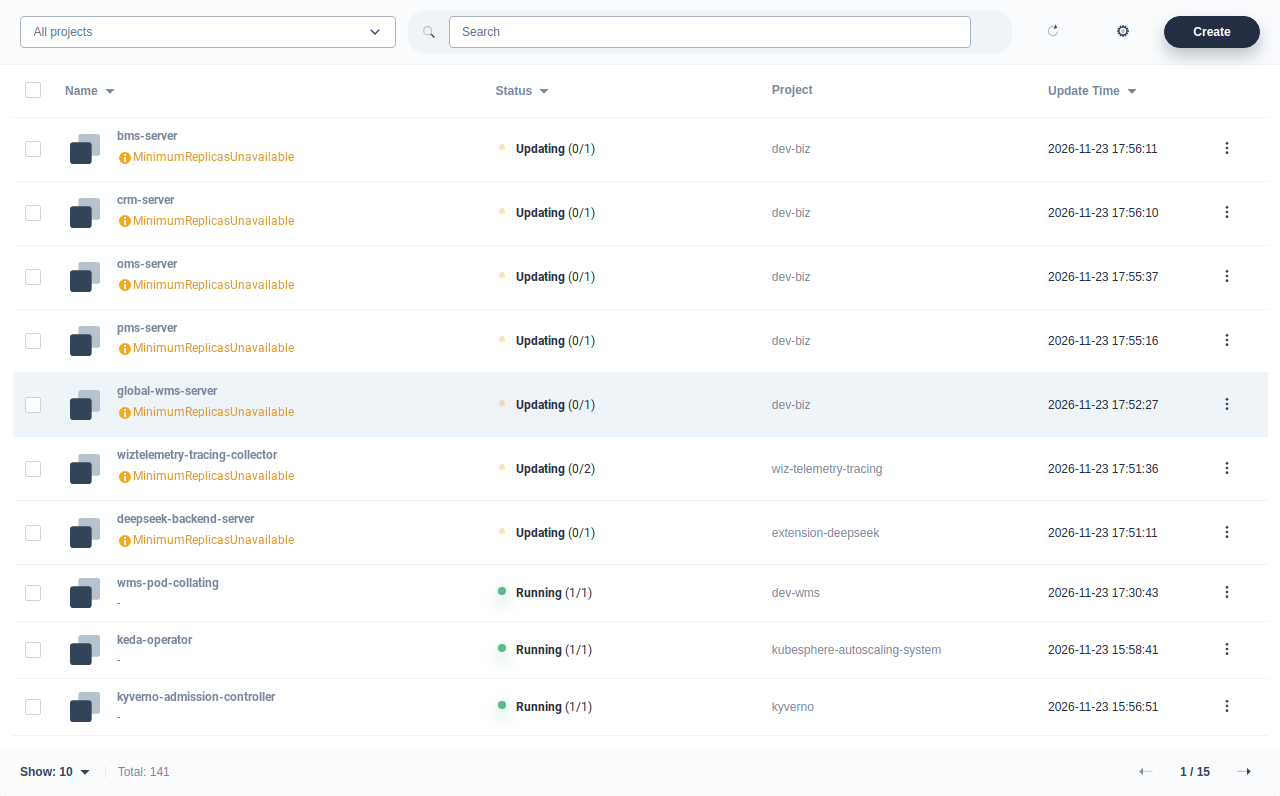 All projects
Search
Create
Name
Status
Project
Update Time
bms-server
MinimumReplicasUnavailable
Updating (0/1)
dev-biz
2026-11-23 17:56:11
crm-server
MinimumReplicasUnavailable
Updating (0/1)
dev-biz
2026-11-23 17:56:10
oms-server
MinimumReplicasUnavailable
Updating (0/1)
dev-biz
2026-11-23 17:55:37
pms-server
MinimumReplicasUnavailable
Updating (0/1)
dev-biz
2026-11-23 17:55:16
global-wms-server
MinimumReplicasUnavailable
Updating (0/1)
dev-biz
2026-11-23 17:52:27
wiztelemetry-tracing-collector
MinimumReplicasUnavailable
Updating (0/2)
wiz-telemetry-tracing
2026-11-23 17:51:36
deepseek-backend-server
MinimumReplicasUnavailable
Updating (0/1)
extension-deepseek
2026-11-23 17:51:11
wms-pod-collating
-
Running (1/1)
dev-wms
2026-11-23 17:30:43
keda-operator
-
Running (1/1)
kubesphere-autoscaling-system
2026-11-23 15:58:41
kyverno-admission-controller
-
Running (1/1)
kyverno
2026-11-23 15:56:51
Show: 10
Total: 141
1 / 15